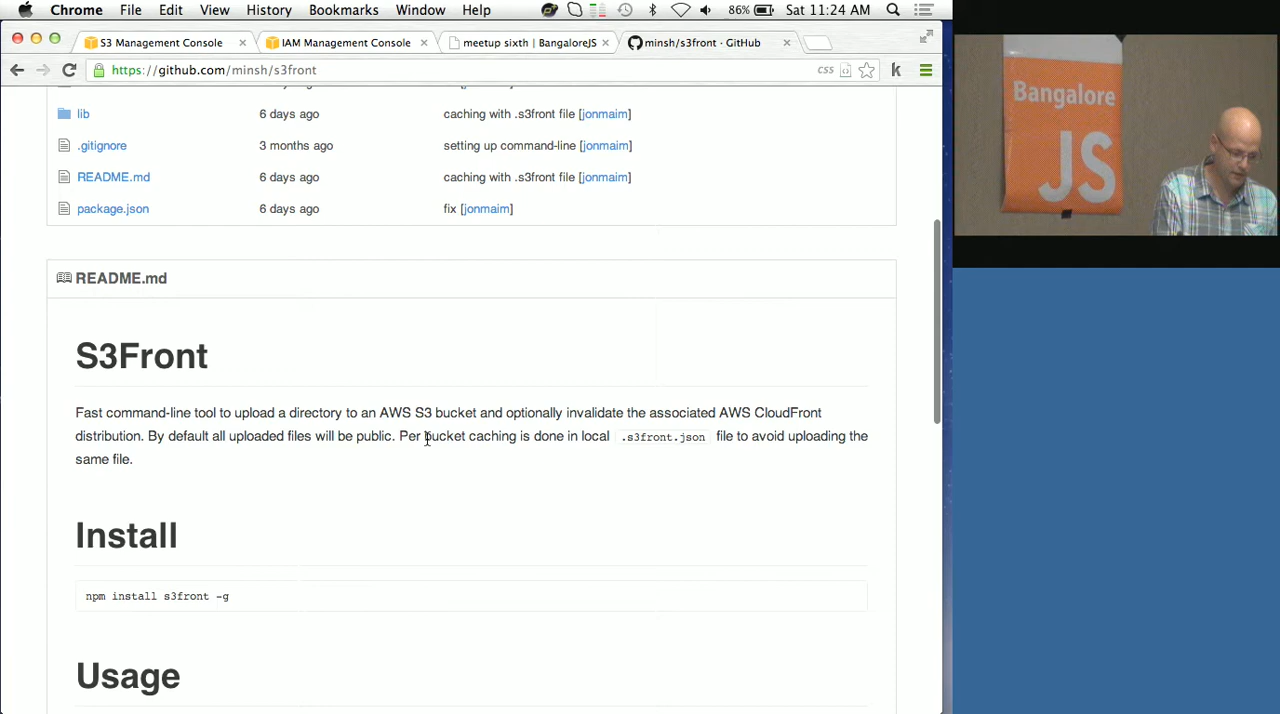 Chrome File Edit View History Bookmarks Window Help 86% Sat 11:24 AM
S3 Management Console IAM Management Console meetup sixth | BangaloreJS minsh/s3front · GitHub
https://github.com/minsh/s3front CSS k
lib 6 days ago caching with .s3front file [jonmaim]
.gitignore 3 months ago setting up command-line [jonmaim]
README.md 6 days ago caching with .s3front file [jonmaim]
package.json 6 days ago fix [jonmaim]
README.md
S3Front
Fast command-line tool to upload a directory to an AWS S3 bucket and optionally invalidate the associated AWS CloudFront
distribution. By default all uploaded files will be public. Per bucket caching is done in local .s3front.json file to avoid uploading the
same file.
Install
npm install s3front -g
Usage
Bangalore
JS